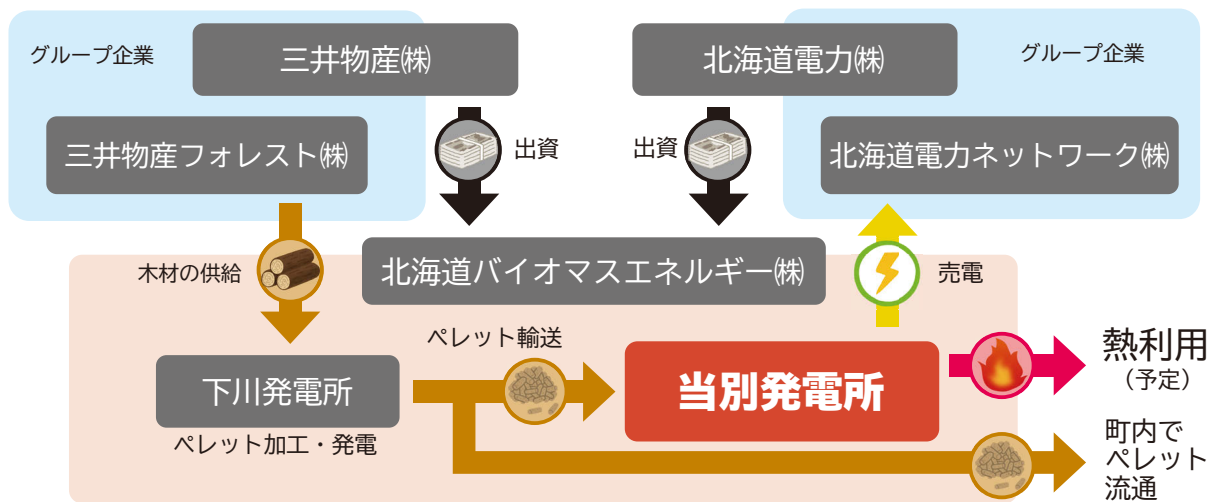 グループ企業
三井物産㈱
北海道電力㈱
グループ企業
三井物産フォレスト㈱
出資
出資
北海道電力ネットワーク㈱
木材の供給
北海道バイオマスエネルギー㈱
売電
ペレット輸送
下川発電所
ペレット加工・発電
当別発電所
熱利用
（予定）
町内で
ペレット
流通